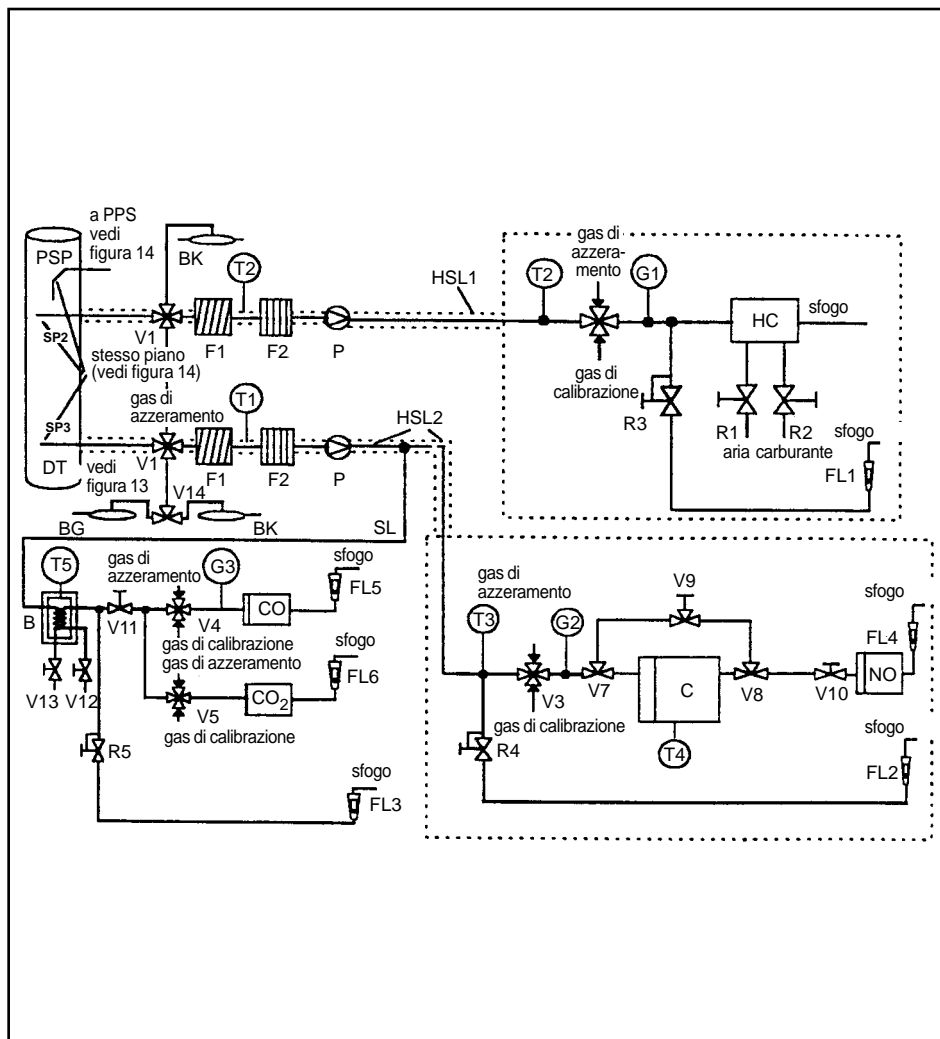 a PPS
vedi
figura 14
PSP
BK
T2
HSL1
V1
F1
F2
P
SP2
stesso piano
(vedi figura 14)
gas di
azzeramento
T1
HSL2
SP3
DT
vedi
figura 13
V1
F1
F2
P
V14
BG
BK
SL
gas di
azzera-
mento
T2
G1
HC
sfogo
gas di
calibrazione
R3
R1
R2
aria carburante
sfogo
FL1
T5
gas di
azzeramento
G3
sfogo
FL5
B
V11
V4
CO
gas di calibrazione
gas di azzeramento
sfogo
FL6
V13
V12
V5
CO2
gas di calibrazione
R5
sfogo
FL3
gas di
azzeramento
V9
sfogo
T3
G2
FL4
V3
V7
C
V8
V10
NO
gas di calibrazione
R4
T4
sfogo
FL2